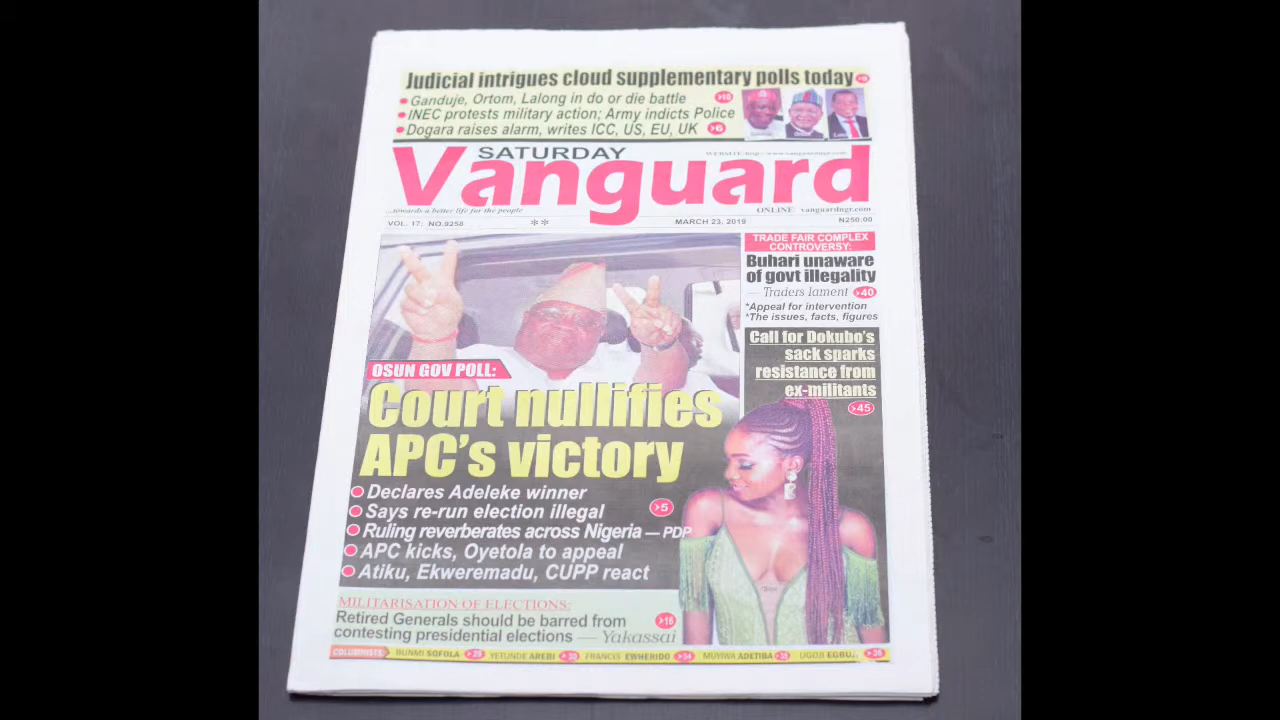 Judicial intrigues cloud supplementary polls today
Ganduje, Ortom, Lalong in do or die battle >10
INEC protests military action; Army indicts Police
Dogara raises alarm, writes ICC, US, EU, UK >6
SATURDAY
Vanguard
...towards a better life for the people
ONLINE: vanguardngr.com
VOL. 17: NO.9258
**
MARCH 23, 2019
N250.00
TRADE FAIR COMPLEX
CONTROVERSY:
Buhari unaware
of govt illegality
— Traders lament >40
*Appeal for intervention
*The issues, facts, figures
Call for Dokubo's
sack sparks
resistance from
ex-militants
>45
OSUN GOV POLL:
Court nullifies
APC's victory
Declares Adeleke winner
Says re-run election illegal >5
Ruling reverberates across Nigeria — PDP
APC kicks, Oyetola to appeal
Atiku, Ekweremadu, CUPP react
MILITARISATION OF ELECTIONS:
Retired Generals should be barred from >16
contesting presidential elections — Yakassai
COLUMNISTS: BUNMI SOFOLA YETUNDE AREBI FRANCIS EWHERIDO MUYIWA ADETIBA UGOJI